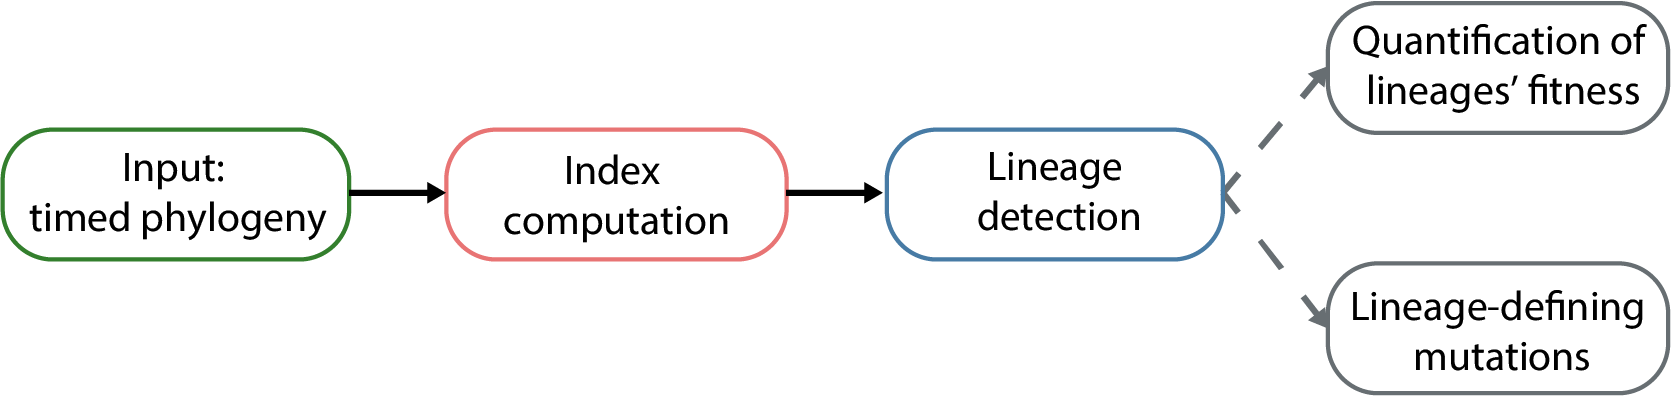 Input:
timed phylogeny
Index
computation
Lineage
detection
Quantification of
lineages’ fitness
Lineage-defining
mutations